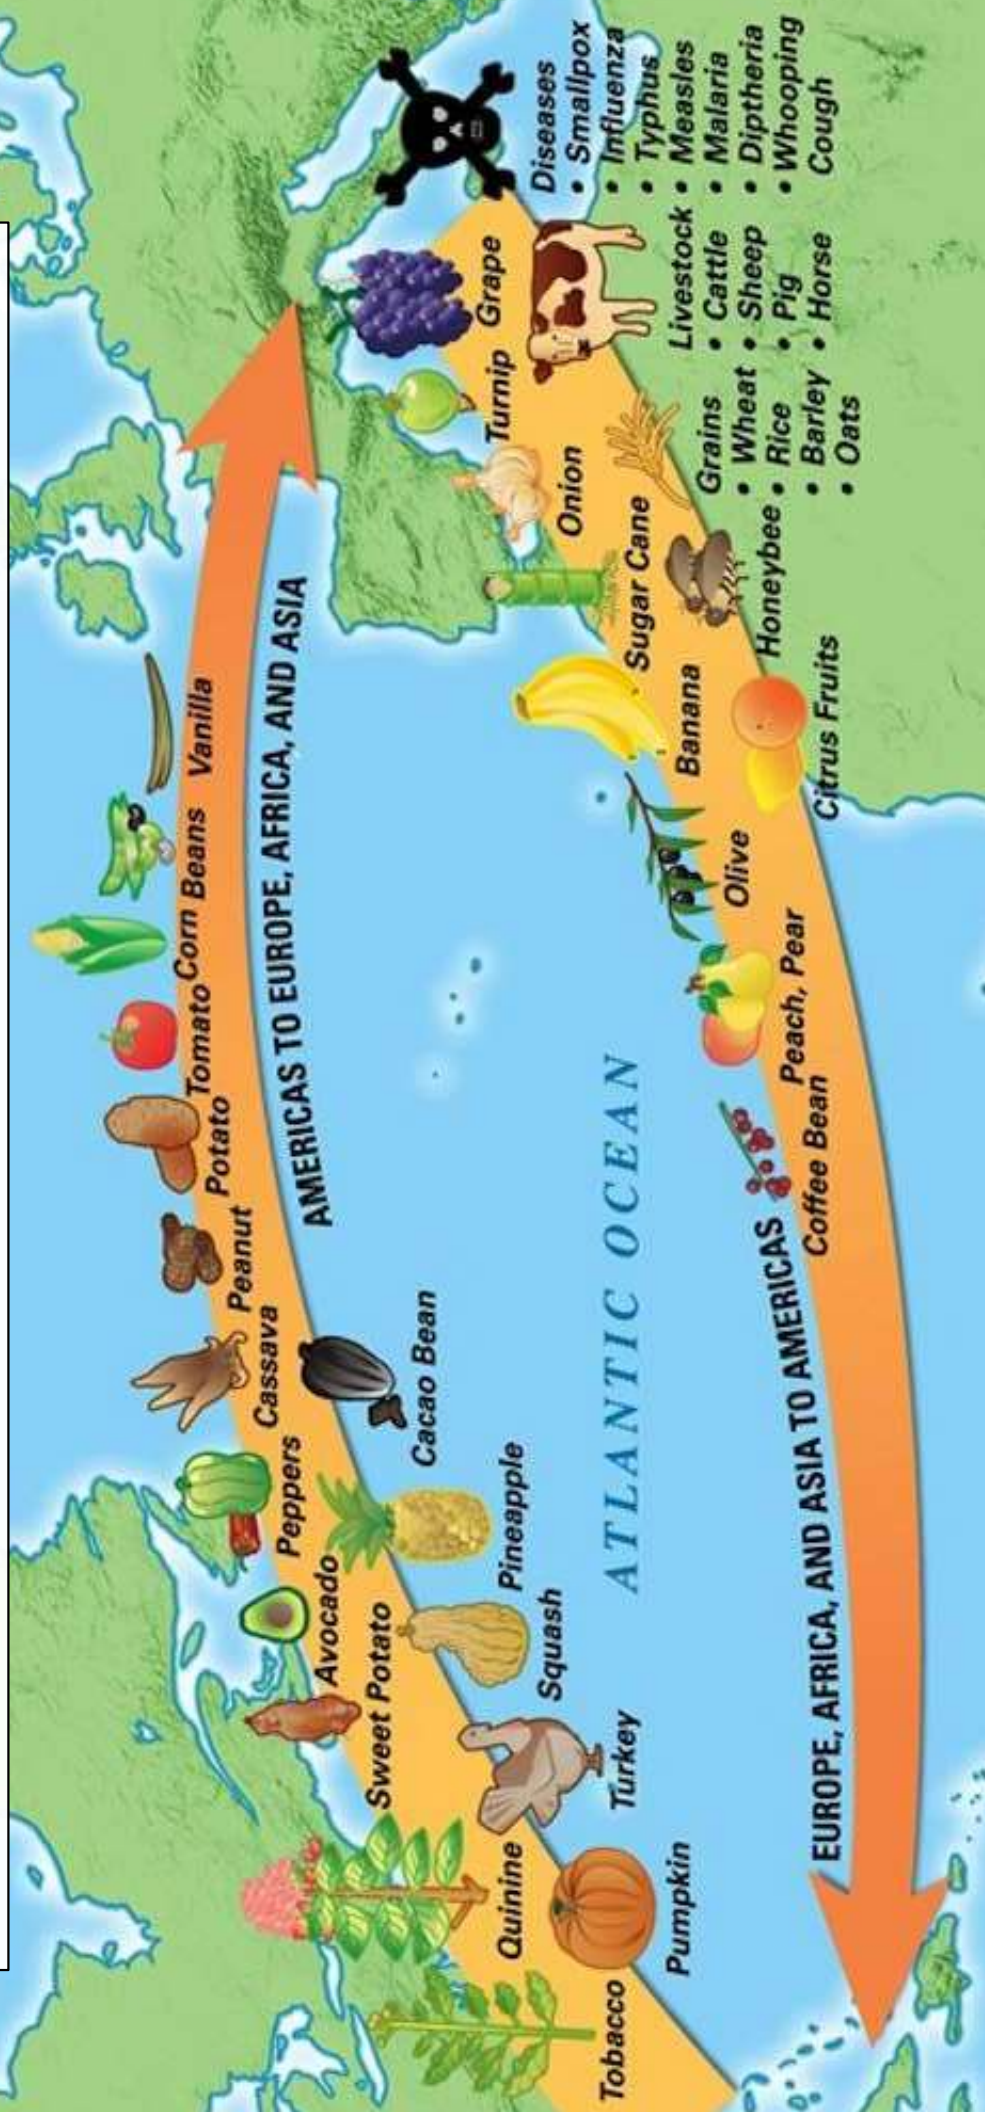 AMERICAS TO EUROPE, AFRICA, AND ASIA
Tobacco
Quinine
Pumpkin
Sweet Potato
Turkey
Avocado
Squash
Peppers
Pineapple
Cassava
Cacao Bean
Peanut
Potato
Tomato
Corn
Beans
Vanilla
ATLANTIC OCEAN
EUROPE, AFRICA, AND ASIA TO AMERICAS
Coffee Bean
Peach, Pear
Olive
Citrus Fruits
Banana
Honeybee
Sugar Cane
Onion
Turnip
Grape
Grains
• Wheat
• Rice
• Barley
• Oats
Livestock
• Cattle
• Sheep
• Pig
• Horse
Diseases
• Smallpox
• Influenza
• Typhus
• Measles
• Malaria
• Diptheria
• Whooping
Cough